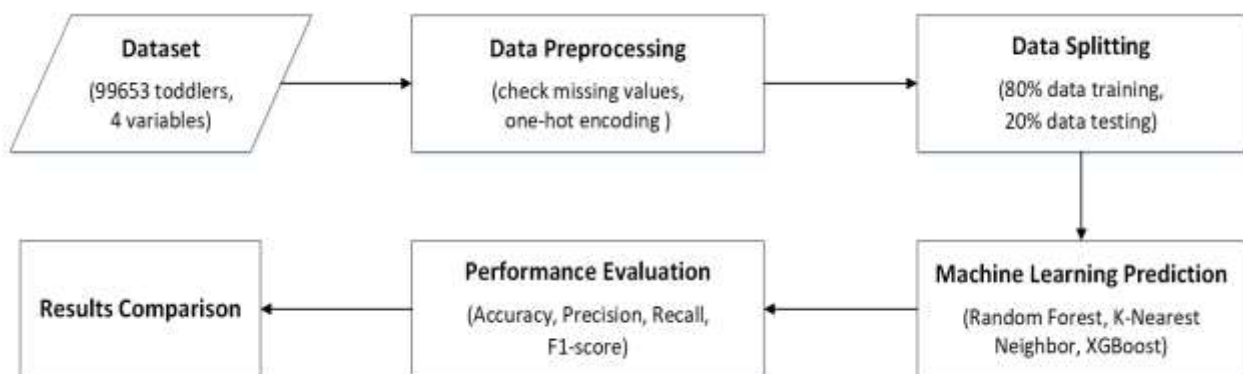 Dataset
(99653 toddlers,
4 variables)
Data Preprocessing
(check missing values,
one-hot encoding )
Data Splitting
(80% data training,
20% data testing)
Machine Learning Prediction
(Random Forest, K-Nearest
Neighbor, XGBoost)
Performance Evaluation
(Accuracy, Precision, Recall,
F1-score)
Results Comparison